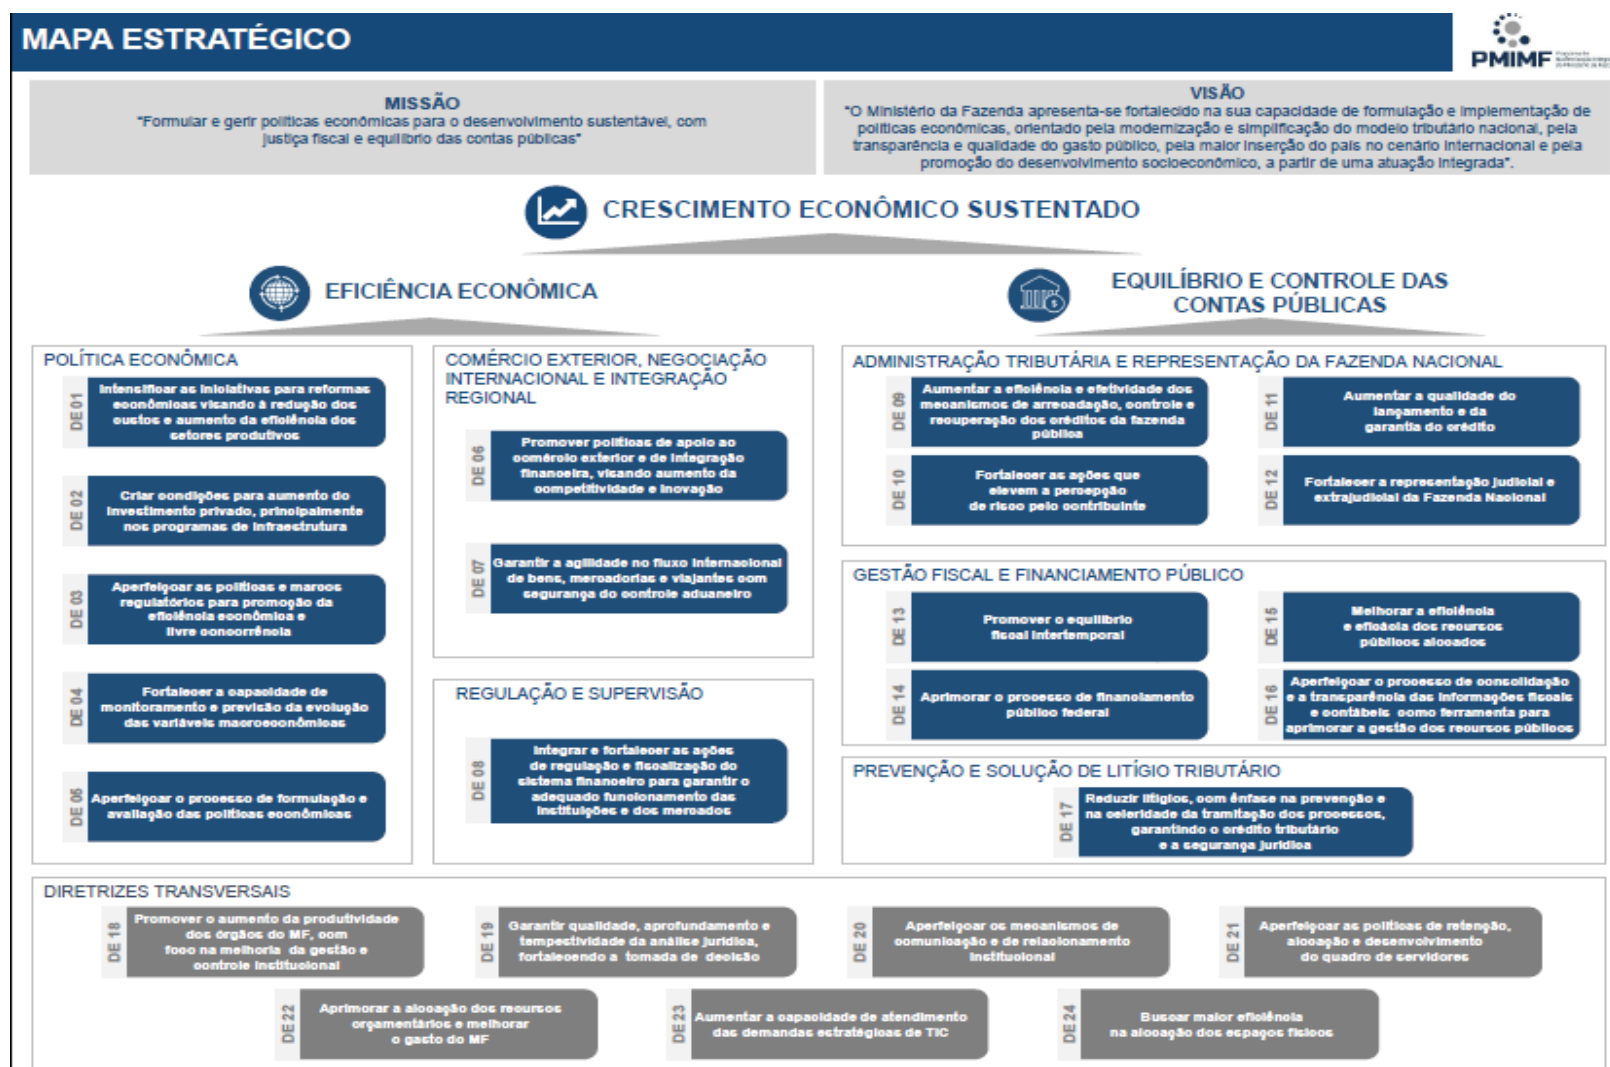 MAPA ESTRATÉGICO
PMIMF
MISSÃO
"Formular e gerir políticas econômicas para o desenvolvimento sustentável, com
justiça fiscal e equilíbrio das contas públicas"
VISÃO
"O Ministério da Fazenda apresenta-se fortalecido na sua capacidade de formulação e implementação de
políticas econômicas, orientado pela modernização e simplificação do modelo tributário nacional, pela
transparência e qualidade do gasto público, pela maior inserção do país no cenário internacional e pela
promoção do desenvolvimento socioeconômico, a partir de uma atuação integrada".
CRESCIMENTO ECONÔMICO SUSTENTADO
EFICIÊNCIA ECONÔMICA
EQUILÍBRIO E CONTROLE DAS
CONTAS PÚBLICAS
POLÍTICA ECONÔMICA
DE 01
Intensificar as iniciativas para reformas
econômicas visando à redução dos
custos e aumento da eficiência dos
setores produtivos
DE 02
Criar condições para aumento do
investimento privado, principalmente
nos programas de infraestrutura
DE 03
Aperfeiçoar as políticas e marcos
regulatórios para promoção da
eficiência econômica e
livre concorrência
DE 04
Fortalecer a capacidade de
monitoramento e previsão da evolução
das variáveis macroeconômicas
DE 05
Aperfeiçoar o processo de formulação e
avaliação das políticas econômicas
COMÉRCIO EXTERIOR, NEGOCIAÇÃO
INTERNACIONAL E INTEGRAÇÃO
REGIONAL
DE 06
Promover políticas de apoio ao
comércio exterior e de integração
financeira, visando aumento da
competitividade e inovação
DE 07
Garantir a agilidade no fluxo internacional
de bens, mercadorias e viajantes com
segurança do controle aduaneiro
REGULAÇÃO E SUPERVISÃO
DE 08
Integrar e fortalecer as ações
de regulação e fiscalização do
sistema financeiro para garantir o
adequado funcionamento das
instituições e dos mercados
ADMINISTRAÇÃO TRIBUTÁRIA E REPRESENTAÇÃO DA FAZENDA NACIONAL
DE 09
Aumentar a eficiência e efetividade dos
mecanismos de arrecadação, controle e
recuperação dos créditos da fazenda
pública
DE 10
Fortalecer as ações que
elevem a percepção
de risco pelo contribuinte
DE 11
Aumentar a qualidade do
lançamento e da
garantia do crédito
DE 12
Fortalecer a representação judicial e
extrajudicial da Fazenda Nacional
GESTÃO FISCAL E FINANCIAMENTO PÚBLICO
DE 13
Promover o equilíbrio
fiscal intertemporal
DE 14
Aprimorar o processo de financiamento
público federal
DE 15
Melhorar a eficiência
e eficácia dos recursos
públicos alocados
DE 16
Aperfeiçoar o processo de consolidação
e a transparência das informações fiscais
e contábeis como ferramenta para
aprimorar a gestão dos recursos públicos
PREVENÇÃO E SOLUÇÃO DE LITÍGIO TRIBUTÁRIO
DE 17
Reduzir litígios, com ênfase na prevenção e
na celeridade da tramitação dos processos,
garantindo o crédito tributário
e a segurança jurídica
DIRETRIZES TRANSVERSAIS
DE 18
Promover o aumento da produtividade
dos órgãos do MF, com
foco na melhoria da gestão e
controle institucional
DE 19
Garantir qualidade, aprofundamento e
tempestividade da análise jurídica,
fortalecendo a tomada de decisão
DE 20
Aperfeiçoar os mecanismos de
comunicação e de relacionamento
institucional
DE 21
Aperfeiçoar as políticas de retenção,
alocação e desenvolvimento
do quadro de servidores
DE 22
Aprimorar a alocação dos recursos
orçamentários e melhorar
o gasto do MF
DE 23
Aumentar a capacidade de atendimento
das demandas estratégicas de TIC
DE 24
Buscar maior eficiência
na alocação dos espaços físicos